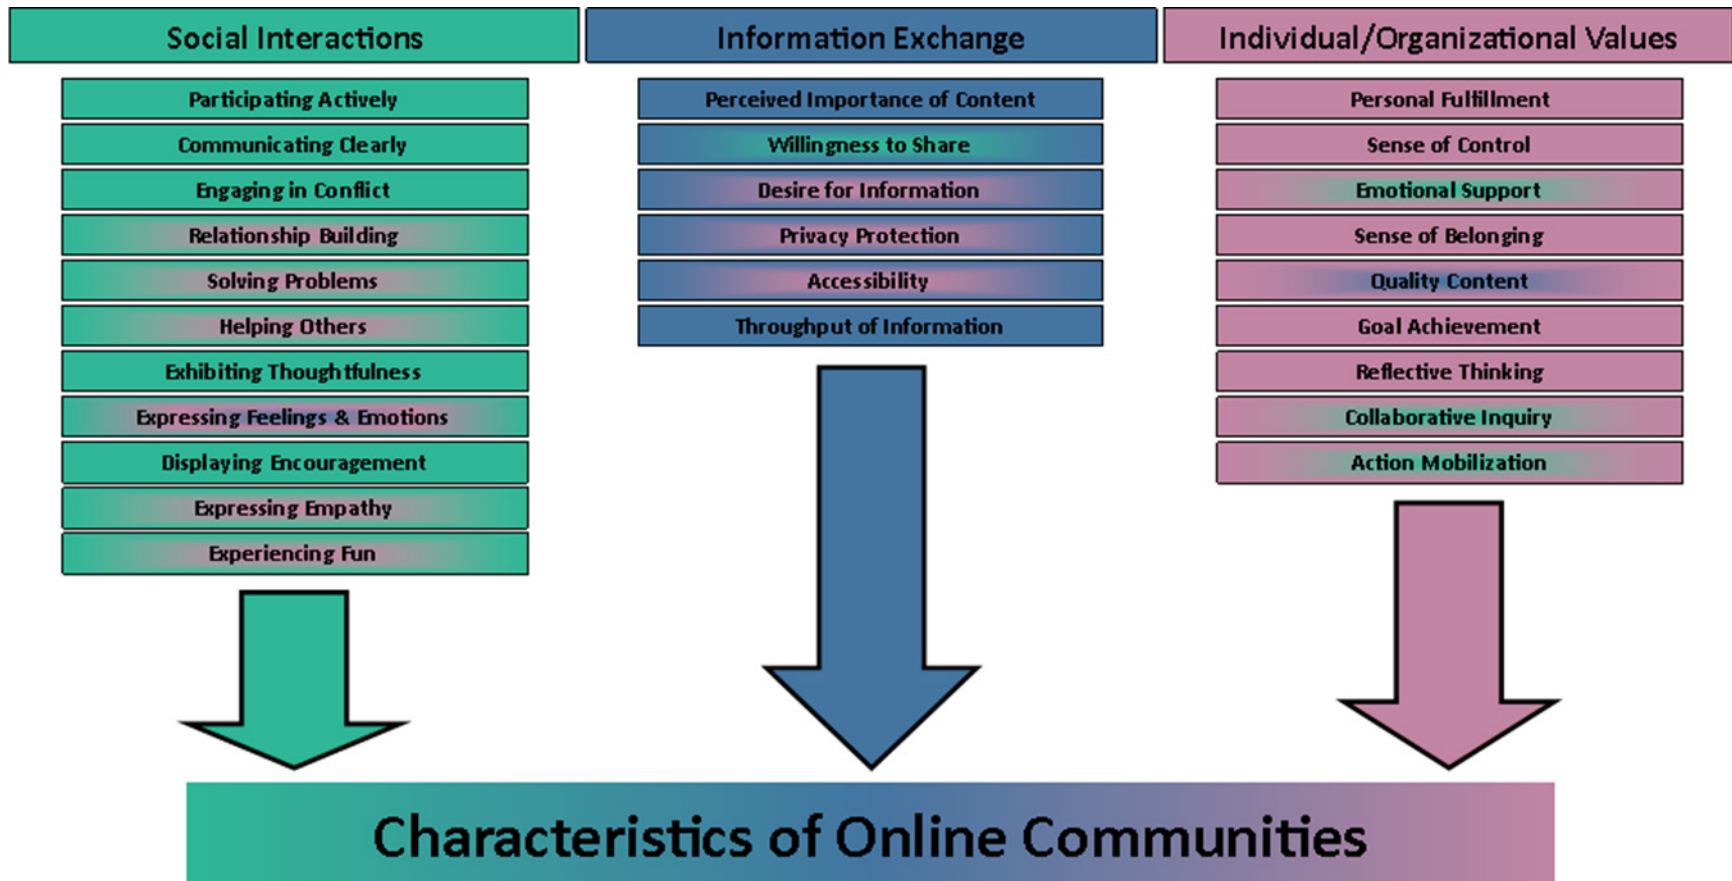 Social Interactions
Participating Actively
Communicating Clearly
Engaging in Conflict
Relationship Building
Solving Problems
Helping Others
Exhibiting Thoughtfulness
Expressing Feelings & Emotions
Displaying Encouragement
Expressing Empathy
Experiencing Fun
Information Exchange
Perceived Importance of Content
Willingness to Share
Desire for Information
Privacy Protection
Accessibility
Throughput of Information
Individual/Organizational Values
Personal Fulfillment
Sense of Control
Emotional Support
Sense of Belonging
Quality Content
Goal Achievement
Reflective Thinking
Collaborative Inquiry
Action Mobilization
Characteristics of Online Communities